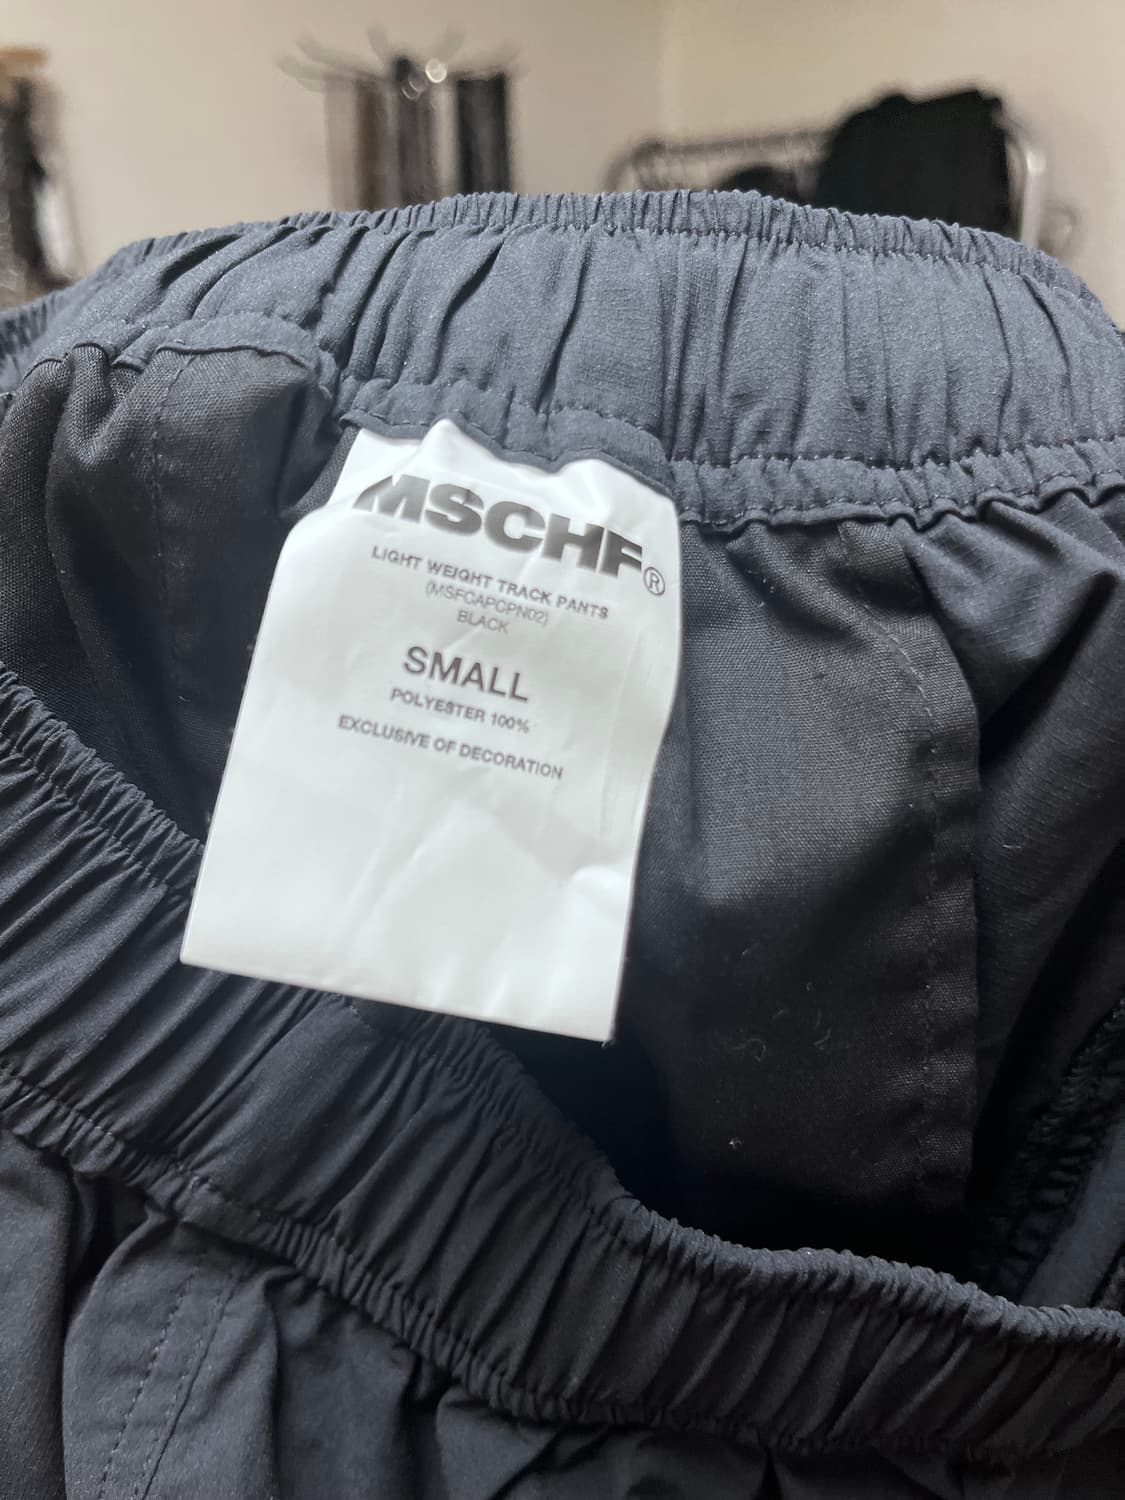 MSCHF®
LIGHT WEIGHT TRACK PANTS
(MSFCAPCPN02)
BLACK
SMALL
POLYESTER 100%
EXCLUSIVE OF DECORATION